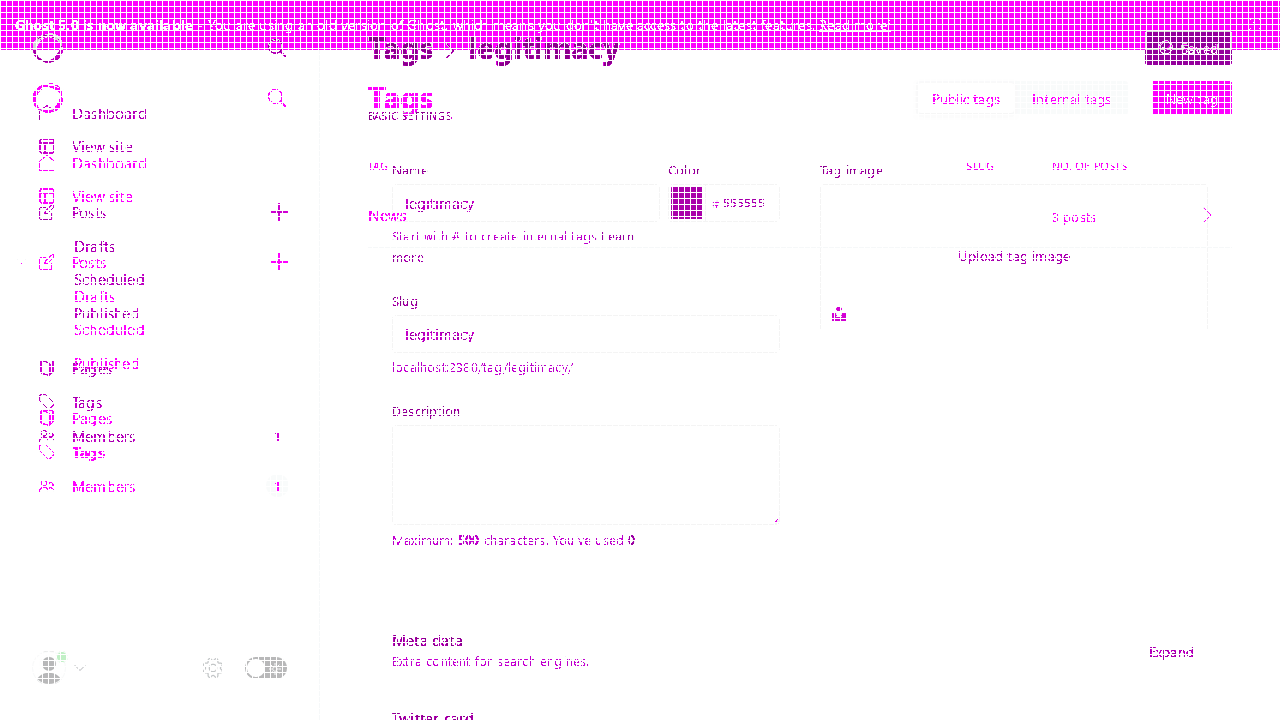 Ghost 5.0 is now available – You are using an old version of Ghost, which means you don't have access to the latest features. Read more!
Tags > legitimacy
Saved
Tags
Public tags
Internal tags
New tag
Dashboard
BASIC SETTINGS
View site
Dashboard
TAG
Name
Color
Tag image
SLUG
NO. OF POSTS
View site
legitimacy
# 555555
Posts
News
3 posts
Start with # to create internal tags Learn
more
Drafts
Upload tag image
Posts
Scheduled
Drafts
Slug
Published
Scheduled
legitimacy
Published
Pages
localhost:2380/tag/legitimacy/
Tags
Description
Pages
Members 1
Tags
Members 1
Maximum: 500 characters. You've used 0
Meta data
Extra content for search engines.
Expand
Twitter card